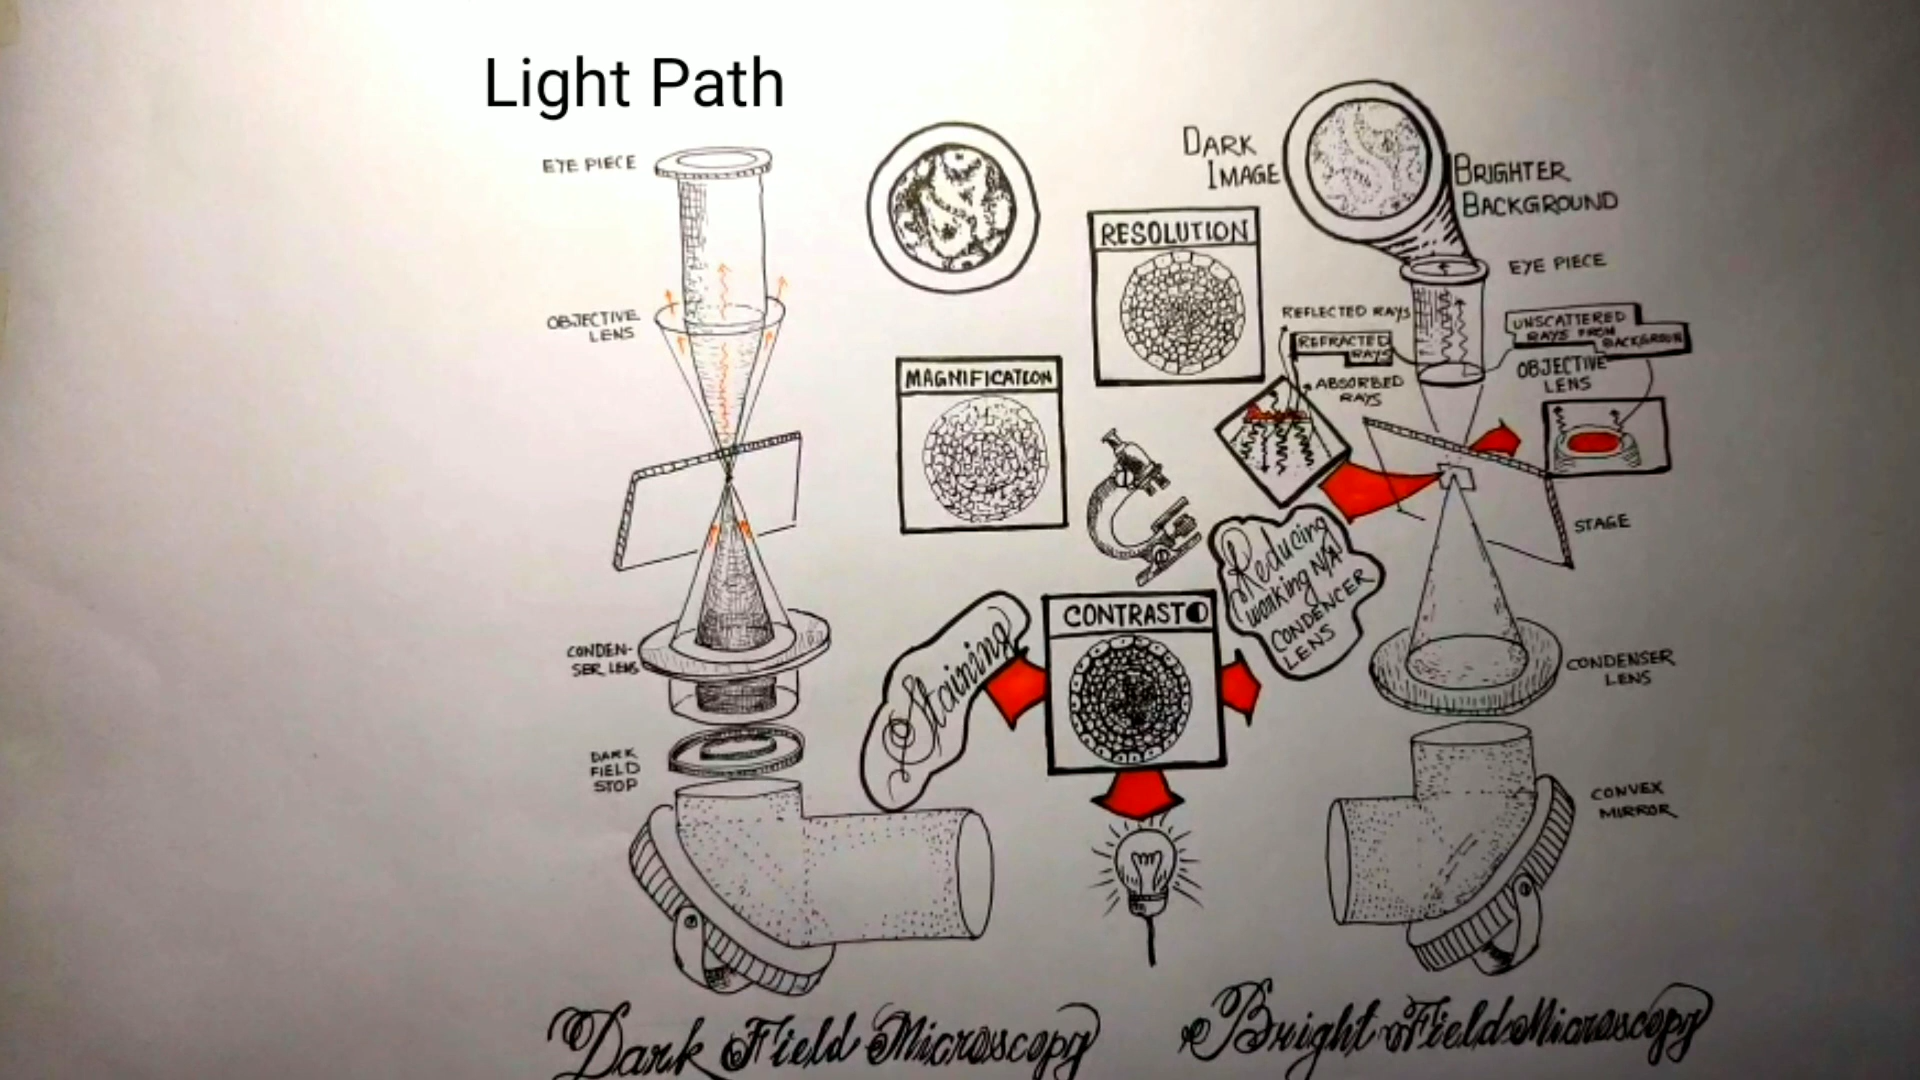 Light Path
EYE PIECE
OBJECTIVE
LENS
CONDEN-
SER LENS
DARK
FIELD
STOP
Dark Field Microscopy
MAGNIFICATION
RESOLUTION
CONTRAST
Staining
Reducing
working N/A
CONDENCER
LENS
DARK
IMAGE
BRIGHTER
BACKGROUND
EYE PIECE
REFLECTED RAYS
REFRACTED
RAYS
ABSORBED
RAYS
UNSCATTERED
RAYS FROM
BACKGROUN
OBJECTIVE
LENS
STAGE
CONDENSER
LENS
CONVEX
MIRROR
Bright Field Microscopy